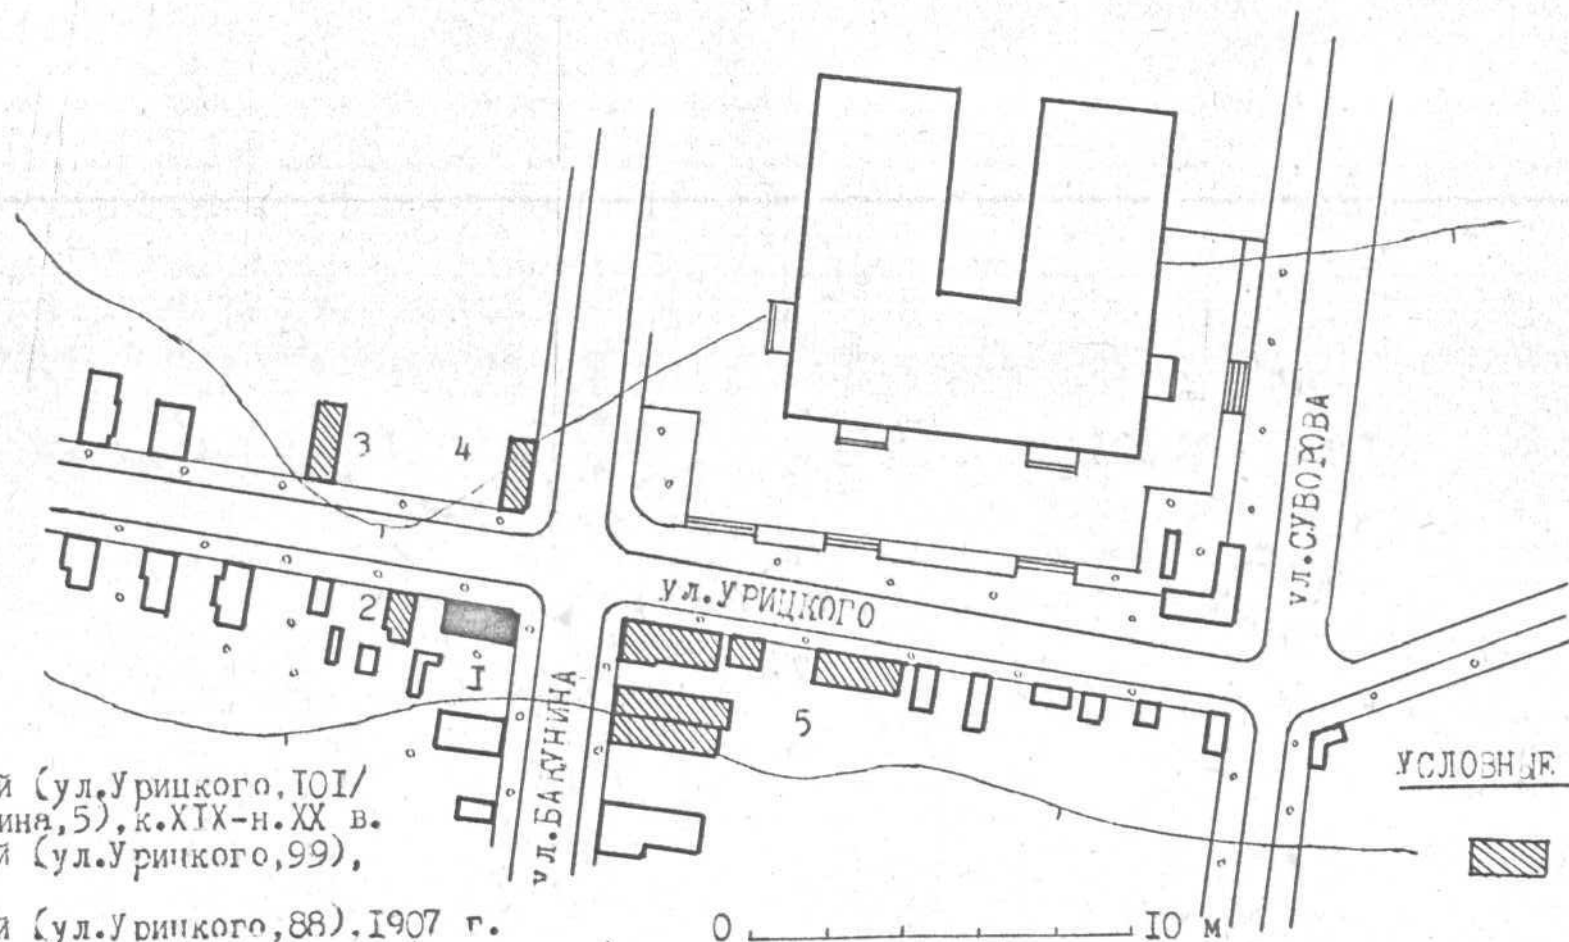 ул.СУВОРОВА
3
4
ул.УРИЦКОГО
2
I
5
ул.БАКУНИНА
УСЛОВНЫЕ
й (ул.Урицкого,IOI/
ина,5), к.XIX-н.XX в.
й (ул.Урицкого,99),
й (ул.Урицкого,88),I907 г.
0 IO м